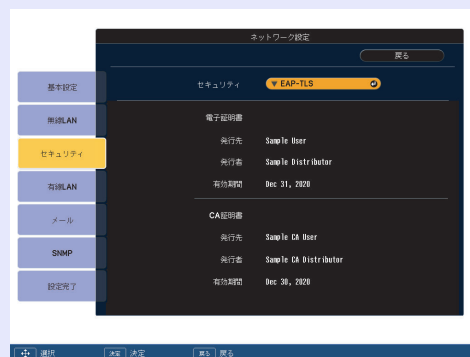 ネットワーク設定
戻る
基本設定
無線LAN
セキュリティ
有線LAN
メール
SNMP
設定完了
セキュリティ EAP-TLS
電子証明書
発行先 Sample User
発行者 Sample Distributor
有効期間 Dec 31, 2020
CA証明書
発行先 Sample CA User
発行者 Sample CA Distributor
有効期間 Dec 30, 2020
選択 決定 決定 戻る 戻る